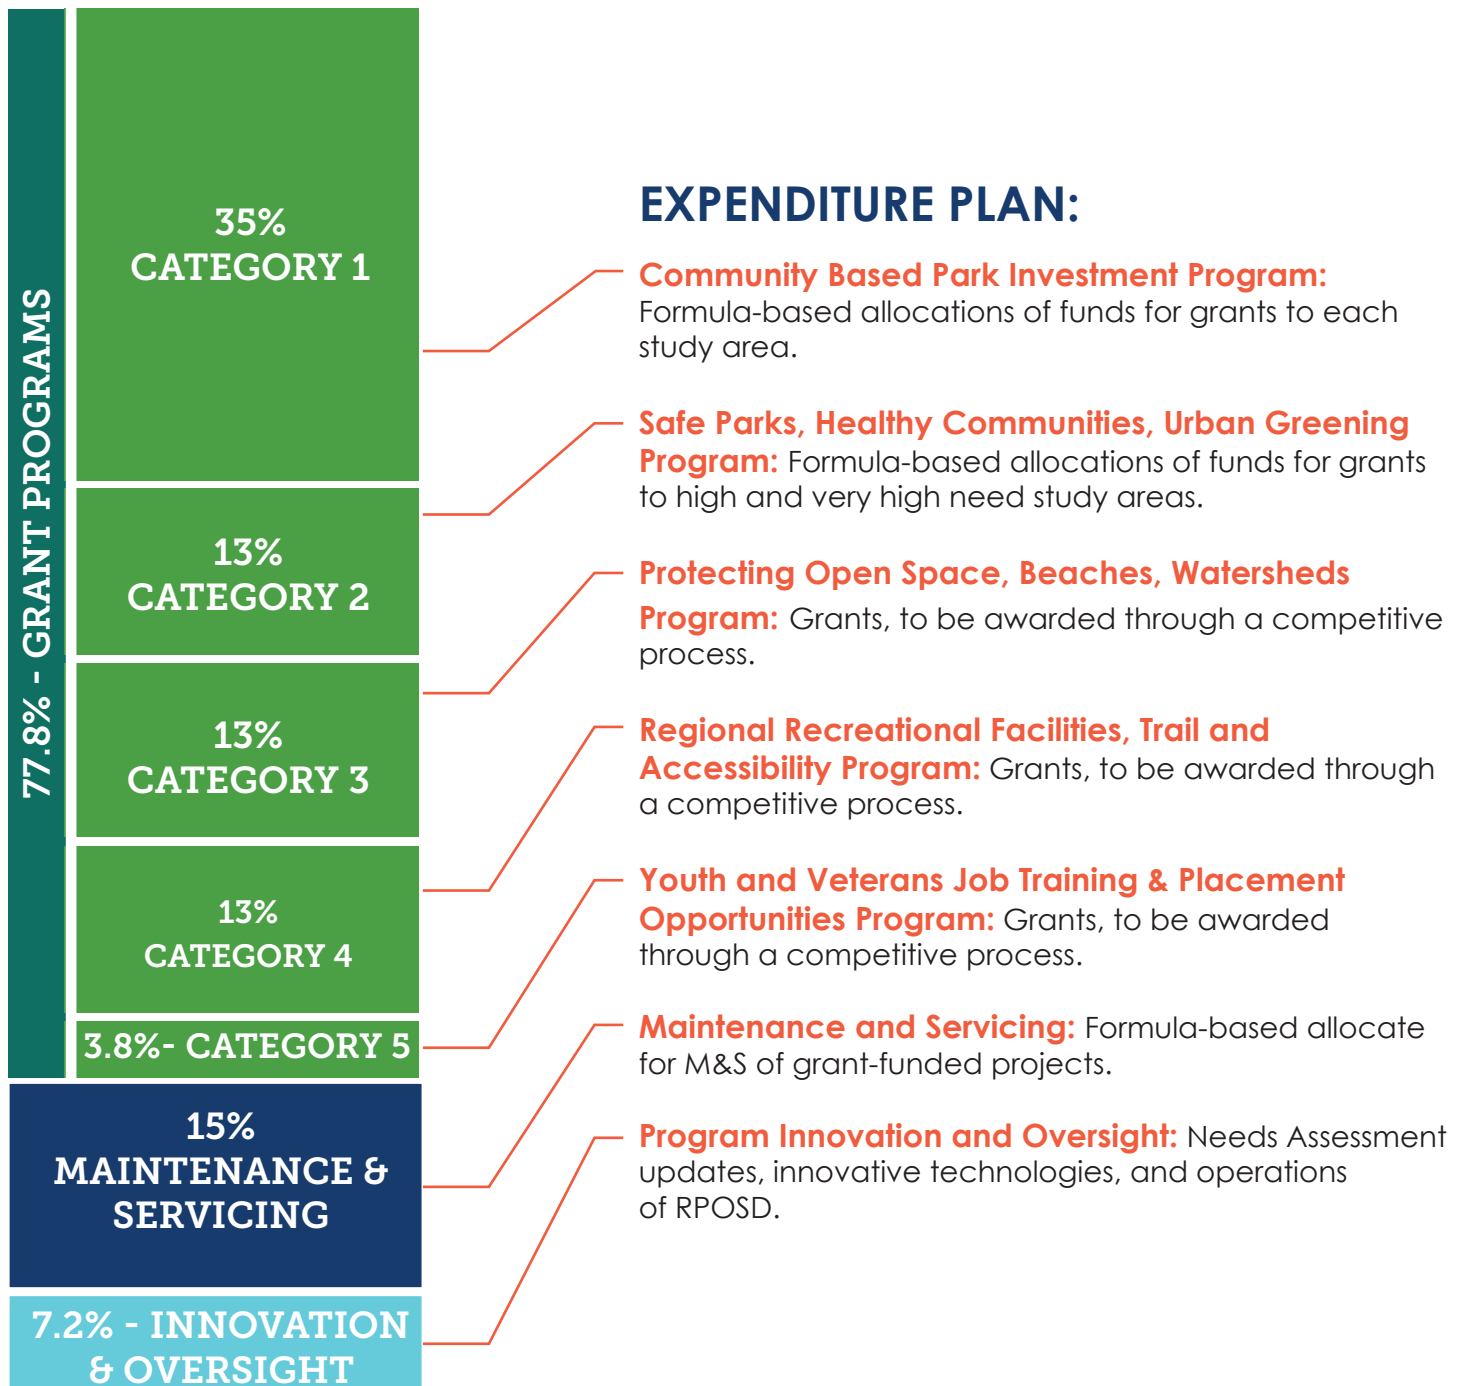 77.8% - GRANT PROGRAMS
35%
CATEGORY 1
13%
CATEGORY 2
13%
CATEGORY 3
13%
CATEGORY 4
3.8%- CATEGORY 5
15%
MAINTENANCE &
SERVICING
7.2% - INNOVATION
& OVERSIGHT
EXPENDITURE PLAN:
Community Based Park Investment Program:
Formula-based allocations of funds for grants to each
study area.
Safe Parks, Healthy Communities, Urban Greening
Program: Formula-based allocations of funds for grants
to high and very high need study areas.
Protecting Open Space, Beaches, Watersheds
Program: Grants, to be awarded through a competitive
process.
Regional Recreational Facilities, Trail and
Accessibility Program: Grants, to be awarded through
a competitive process.
Youth and Veterans Job Training & Placement
Opportunities Program: Grants, to be awarded
through a competitive process.
Maintenance and Servicing: Formula-based allocate
for M&S of grant-funded projects.
Program Innovation and Oversight: Needs Assessment
updates, innovative technologies, and operations
of RPOSD.